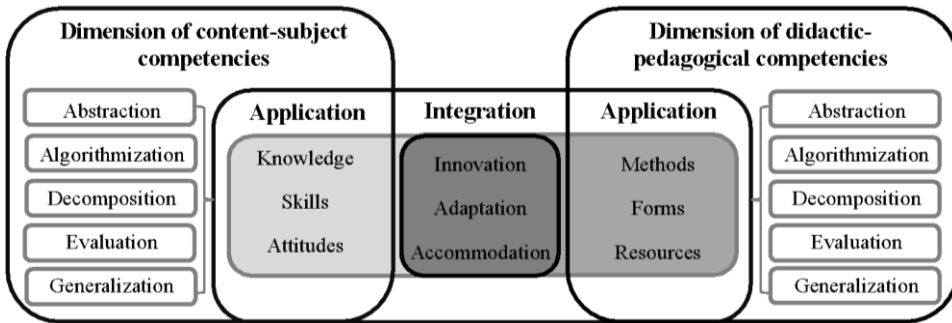 Dimension of content-subject
competencies
Dimension of didactic-
pedagogical competencies
Abstraction
Algorithmization
Decomposition
Evaluation
Generalization
Application
Knowledge
Skills
Attitudes
Integration
Innovation
Adaptation
Accommodation
Application
Methods
Forms
Resources
Abstraction
Algorithmization
Decomposition
Evaluation
Generalization